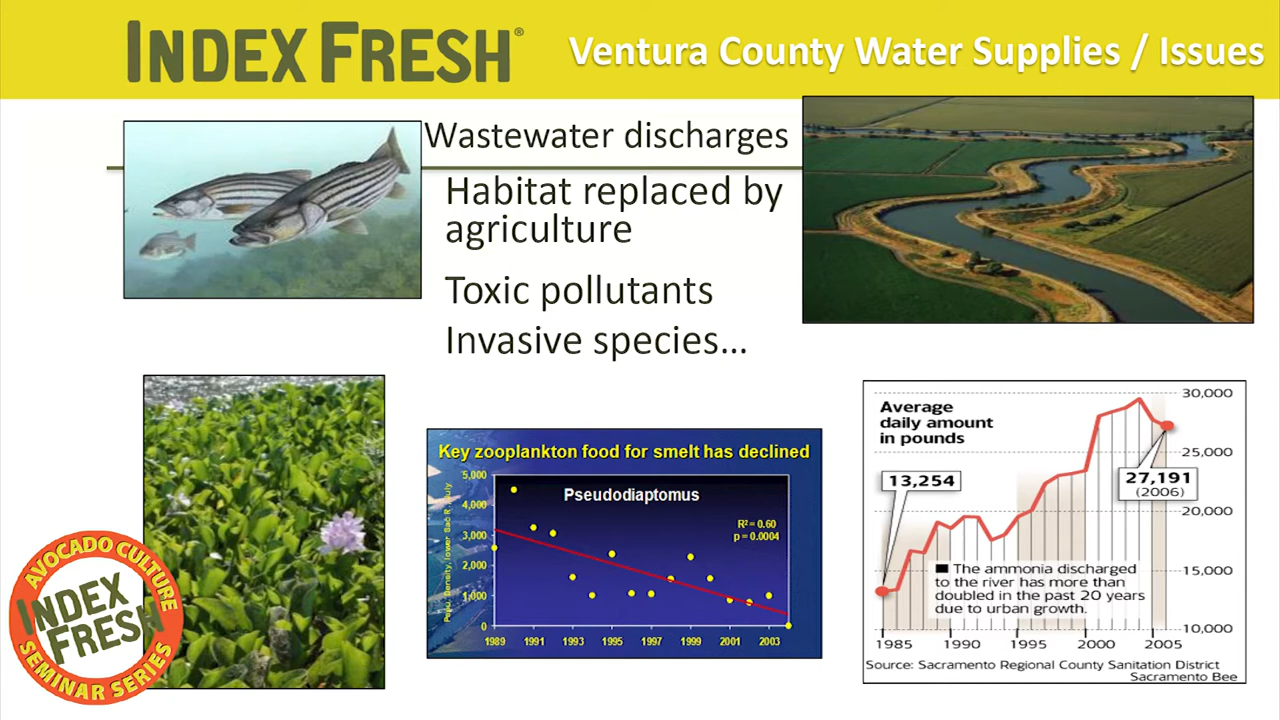 INDEX FRESH®
Ventura County Water Supplies / Issues
Wastewater discharges
Habitat replaced by
agriculture
Toxic pollutants
Invasive species...
AVOCADO CULTURE
INDEX
FRESH
SEMINAR SERIES
Key zooplankton food for smelt has declined
5,000
4,000
3,000
2,000
1,000
0
Pseudodiaptomus
R² = 0.60
p = 0.0004
1989 1991 1993 1995 1997 1999 2001 2003
Average
daily amount
in pounds
30,000
25,000
20,000
15,000
10,000
13,254
27,191
(2006)
The ammonia discharged
to the river has more than
doubled in the past 20 years
due to urban growth.
1985 1990 1995 2000 2005
Source: Sacramento Regional County Sanitation District
Sacramento Bee